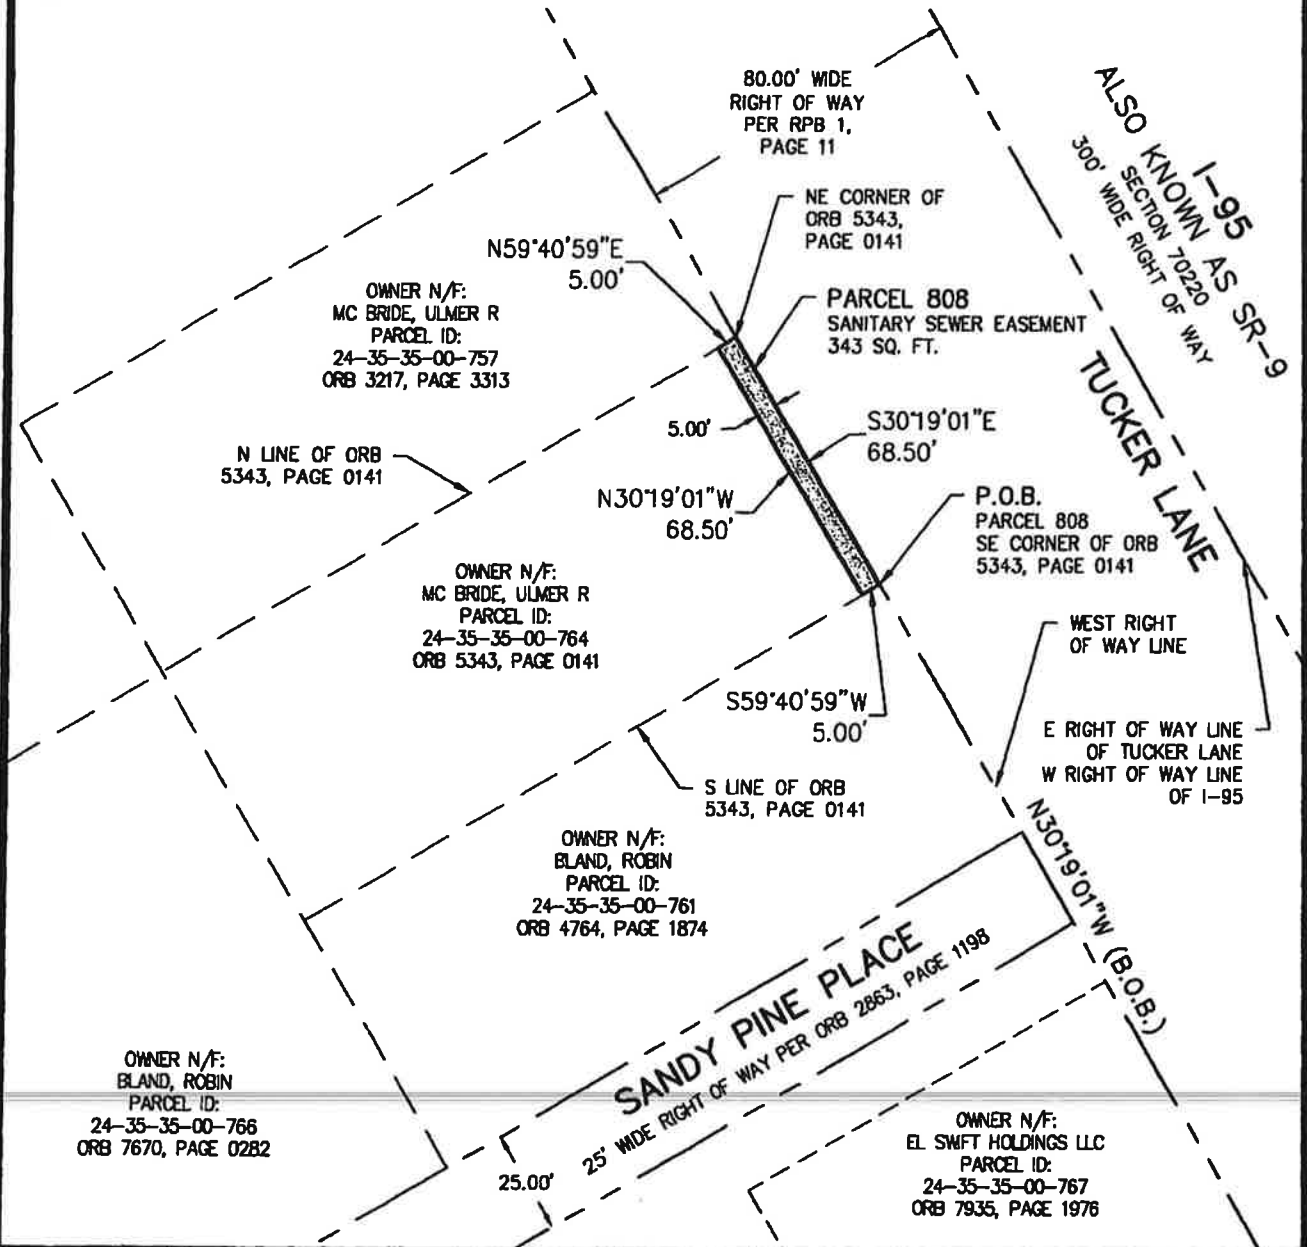 80.00' WIDE
RIGHT OF WAY
PER RPB 1,
PAGE 11
I-95
ALSO KNOWN AS SR-9
SECTION 70220
300' WIDE RIGHT OF WAY
NE CORNER OF
ORB 5343,
PAGE 0141
N59°40'59"E
5.00'
OWNER N/F:
MC BRIDE, ULMER R
PARCEL ID:
24-35-35-00-757
ORB 3217, PAGE 3313
PARCEL 808
SANITARY SEWER EASEMENT
343 SQ. FT.
TUCKER LANE
5.00'
S30°19'01"E
68.50'
N LINE OF ORB
5343, PAGE 0141
N30°19'01"W
68.50'
P.O.B.
PARCEL 808
SE CORNER OF ORB
5343, PAGE 0141
OWNER N/F:
MC BRIDE, ULMER R
PARCEL ID:
24-35-35-00-764
ORB 5343, PAGE 0141
WEST RIGHT
OF WAY LINE
S59°40'59"W
5.00'
E RIGHT OF WAY LINE
OF TUCKER LANE
W RIGHT OF WAY LINE
OF I-95
S LINE OF ORB
5343, PAGE 0141
N30°19'01"W (B.O.B.)
OWNER N/F:
BLAND, ROBIN
PARCEL ID:
24-35-35-00-761
ORB 4764, PAGE 1874
SANDY PINE PLACE
25' WIDE RIGHT OF WAY PER ORB 2863, PAGE 1198
OWNER N/F:
BLAND, ROBIN
PARCEL ID:
24-35-35-00-766
ORB 7670, PAGE 0282
25.00'
OWNER N/F:
EL SWIFT HOLDINGS LLC
PARCEL ID:
24-35-35-00-767
ORB 7935, PAGE 1976